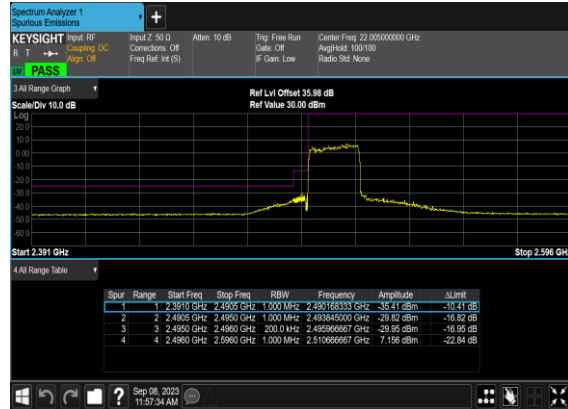 Spectrum Analyzer 1
Spurious Emissions
+
KEYSIGHT Input: RF Input Z: 50 Ω Atten: 10 dB Trig: Free Run Center Freq: 22.005000000 GHz
R T Coupling: DC Corrections: Off Gate: Off Avg|Hold: 100/100
Align: Off Freq Ref: Int (S) IF Gain: Low Radio Std: None
PASS
3 All Range Graph
Ref Lvl Offset 35.98 dB
Scale/Div 10.0 dB Ref Value 30.00 dBm
Log
20.0
10.0
0.00
-10.0
-20.0
-30.0
-40.0
-50.0
-60.0
Start 2.391 GHz Stop 2.596 GHz
4 All Range Table
Spur Range Start Freq Stop Freq RBW Frequency Amplitude ΔLimit
1 1 2.3910 GHz 2.4905 GHz 1.000 MHz 2.490168333 GHz -35.41 dBm -10.41 dB
2 2 2.4905 GHz 2.4950 GHz 1.000 MHz 2.493845000 GHz -29.82 dBm -16.82 dB
3 3 2.4950 GHz 2.4960 GHz 200.0 kHz 2.495966667 GHz -29.95 dBm -16.95 dB
4 4 2.4960 GHz 2.5960 GHz 1.000 MHz 2.510666667 GHz 7.156 dBm -22.84 dB
? Sep 08, 2023
11:57:34 AM